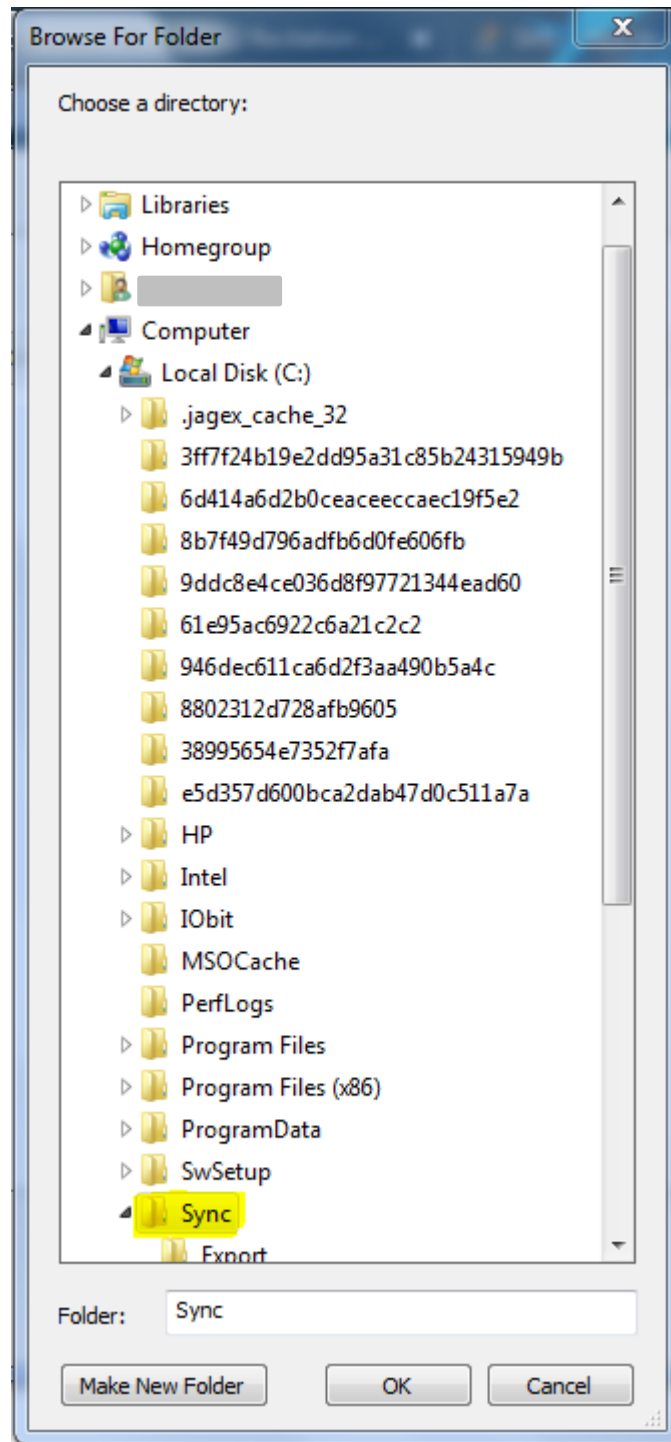 Browse For Folder
Choose a directory:
Libraries
Homegroup
Computer
Local Disk (C:)
.jagex_cache_32
3ff7f24b19e2dd95a31c85b24315949b
6d414a6d2b0ceaceeccaec19f5e2
8b7f49d796adfb6d0fe606fb
9ddc8e4ce036d8f97721344ead60
61e95ac6922c6a21c2c2
946dec611ca6d2f3aa490b5a4c
8802312d728afb9605
38995654e7352f7afa
e5d357d600bca2dab47d0c511a7a
HP
Intel
IObit
MSOCache
PerfLogs
Program Files
Program Files (x86)
ProgramData
SwSetup
Sync
Export
Folder: Sync
Make New Folder OK Cancel